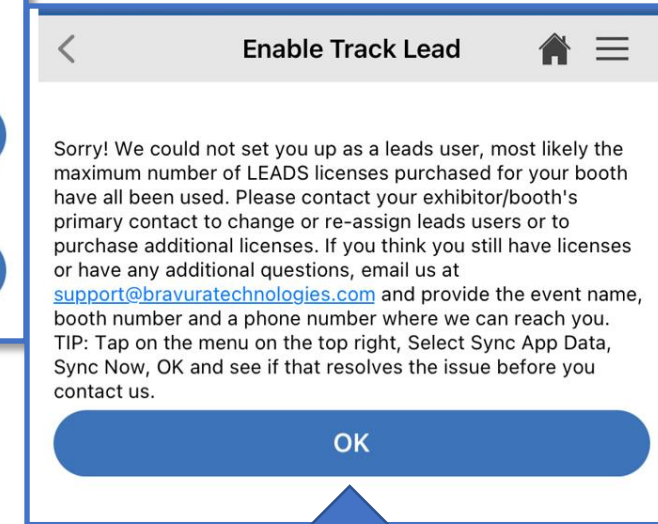 Enable Track Lead
Sorry! We could not set you up as a leads user, most likely the
maximum number of LEADS licenses purchased for your booth
have all been used. Please contact your exhibitor/booth's
primary contact to change or re-assign leads users or to
purchase additional licenses. If you think you still have licenses
or have any additional questions, email us at
support@bravuratechnologies.com and provide the event name,
booth number and a phone number where we can reach you.
TIP: Tap on the menu on the top right, Select Sync App Data,
Sync Now, OK and see if that resolves the issue before you
contact us.
OK